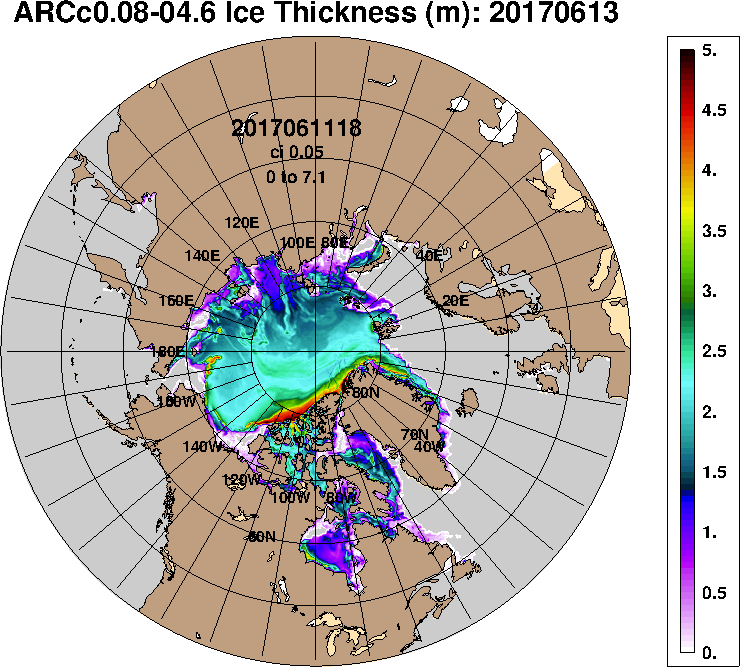 ARCc0.08-04.6 Ice Thickness (m): 20170613
2017061118
ci 0.05
0 to 7.1
120E
100E 80E
140E
40E
160E
20E
180E
160W
80N
140W
70N
40W
120W
100W 80W
60N
5.
4.5
4.
3.5
3.
2.5
2.
1.5
1.
0.5
0.